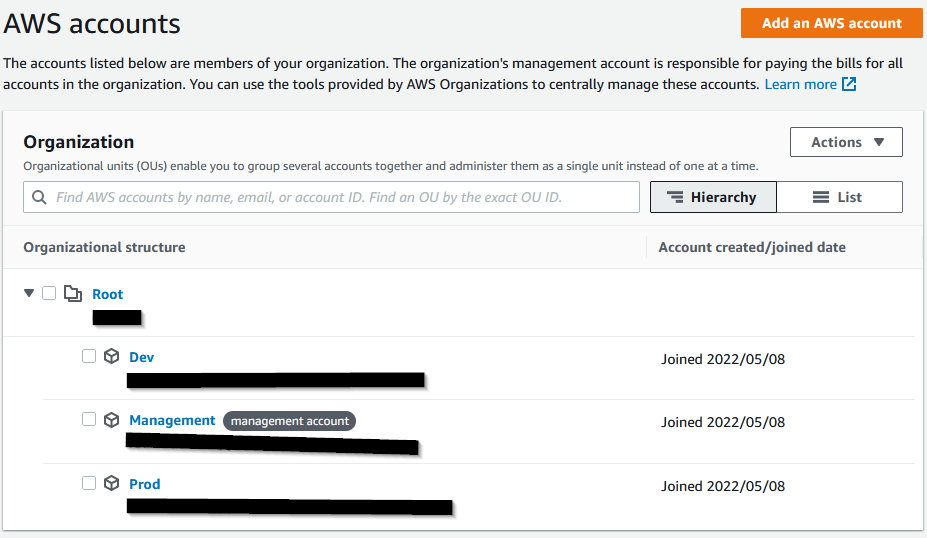 AWS accounts
Add an AWS account
The accounts listed below are members of your organization. The organization's management account is responsible for paying the bills for all
accounts in the organization. You can use the tools provided by AWS Organizations to centrally manage these accounts. Learn more
Organization
Actions
Organizational units (OUs) enable you to group several accounts together and administer them as a single unit instead of one at a time.
Find AWS accounts by name, email, or account ID. Find an OU by the exact OU ID.
Hierarchy
List
Organizational structure
Account created/joined date
Root
Dev
Joined 2022/05/08
Management
management account
Joined 2022/05/08
Prod
Joined 2022/05/08